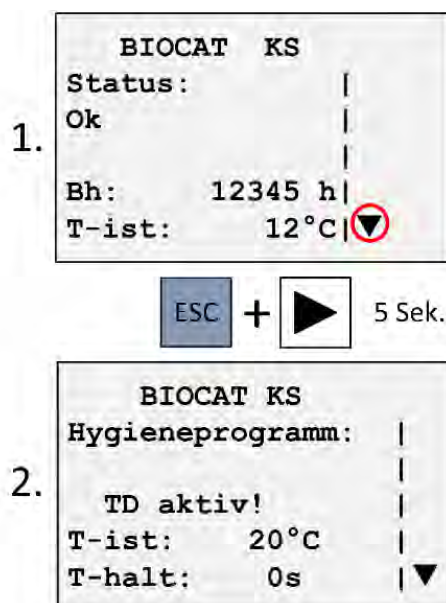 1.
BIOCAT KS
Status:
Ok
Bh: 12345 h
T-ist: 12°C
ESC + 5 Sek.
2.
BIOCAT KS
Hygieneprogramm:
TD aktiv!
T-ist: 20°C
T-halt: 0s